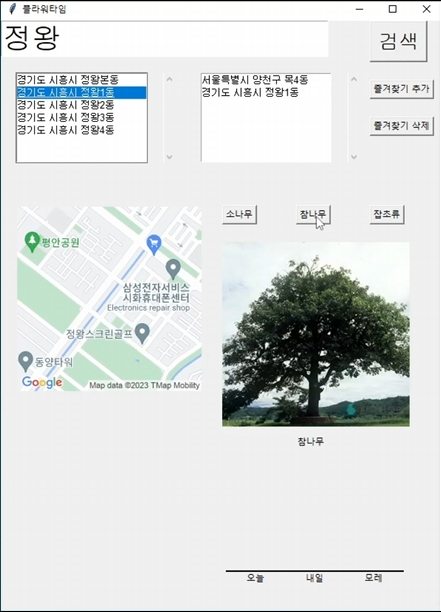 플라워타임
정왕
검색
경기도 시흥시 정왕본동
경기도 시흥시 정왕1동
경기도 시흥시 정왕2동
경기도 시흥시 정왕3동
경기도 시흥시 정왕4동
서울특별시 양천구 목4동
경기도 시흥시 정왕1동
즐겨찾기 추가
즐겨찾기 삭제
소나무
참나무
잡초류
평안공원
삼성전자서비스
시화휴대폰센터
Electronics repair shop
정왕스크린골프
동양타워
Google
Map data ©2023 TMap Mobility
참나무
오늘
내일
모레